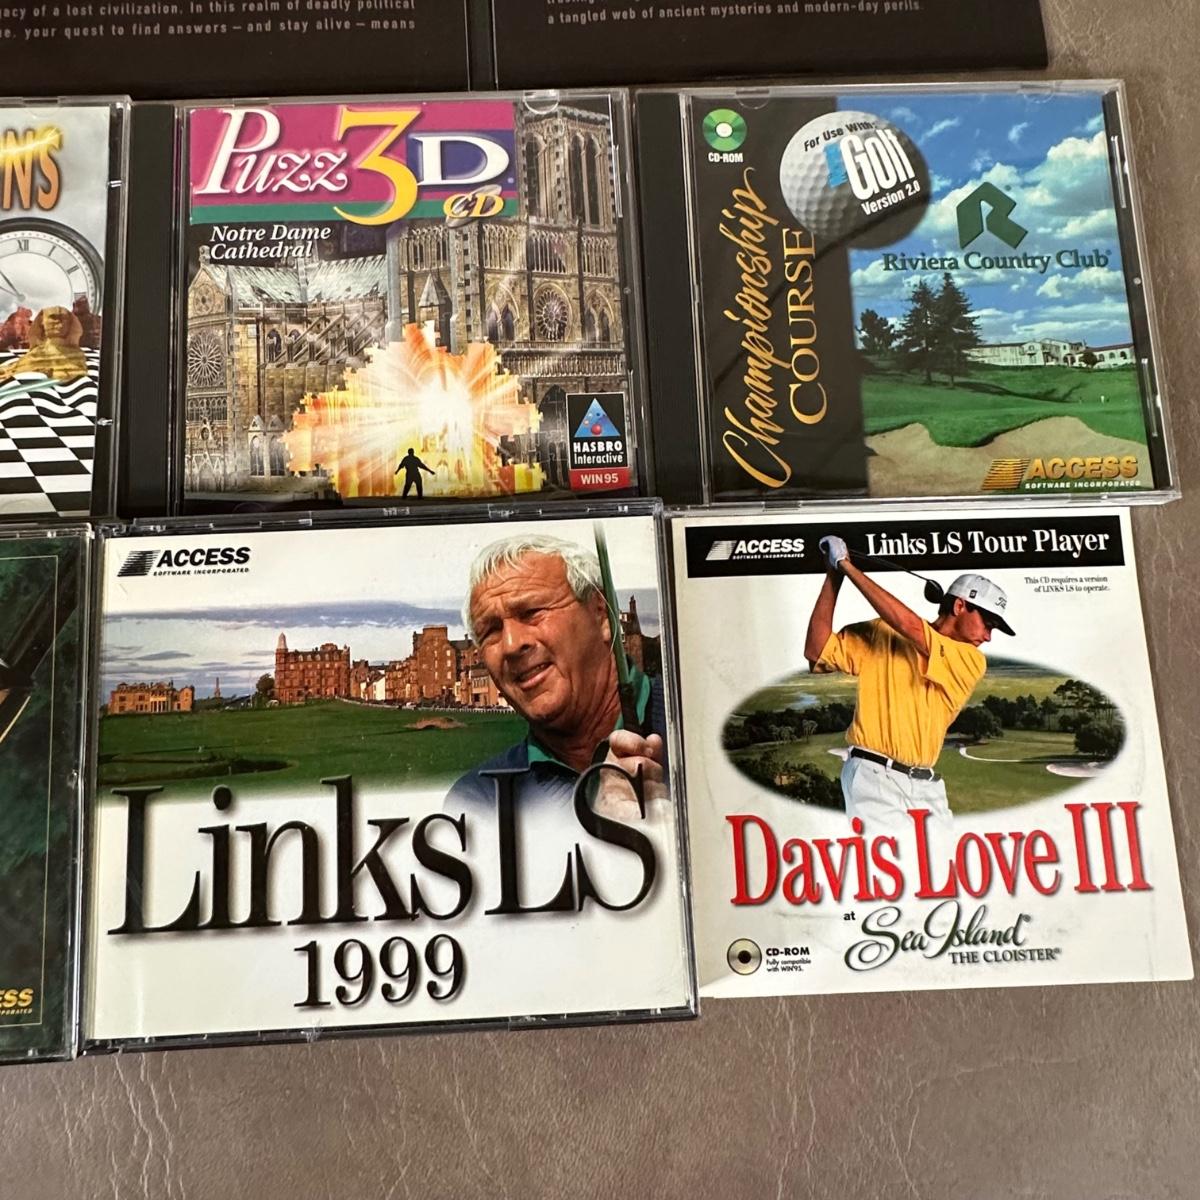 acy of a lost civilization. In this realm of deadly political
your quest to find answers — and stay alive — means
a tangled web of ancient mysteries and modern-day perils.
NS
XII
PUZZ 3D
CD
Notre Dame
Cathedral
HASBRO
Interactive
WIN95
CD-ROM
For Use With:
Golf
Version 2.0
Championship
COURSE
R
Riviera Country Club®
ACCESS
SOFTWARE INCORPORATED
ESS
ACCESS
SOFTWARE INCORPORATED
Links LS
1999
ACCESS
SOFTWARE INCORPORATED
Links LS Tour Player
This CD requires a version
of LINKS LS to operate.
Davis Love III
at
Sea Island®
THE CLOISTER®
CD-ROM
Fully compatible
with WIN'95.